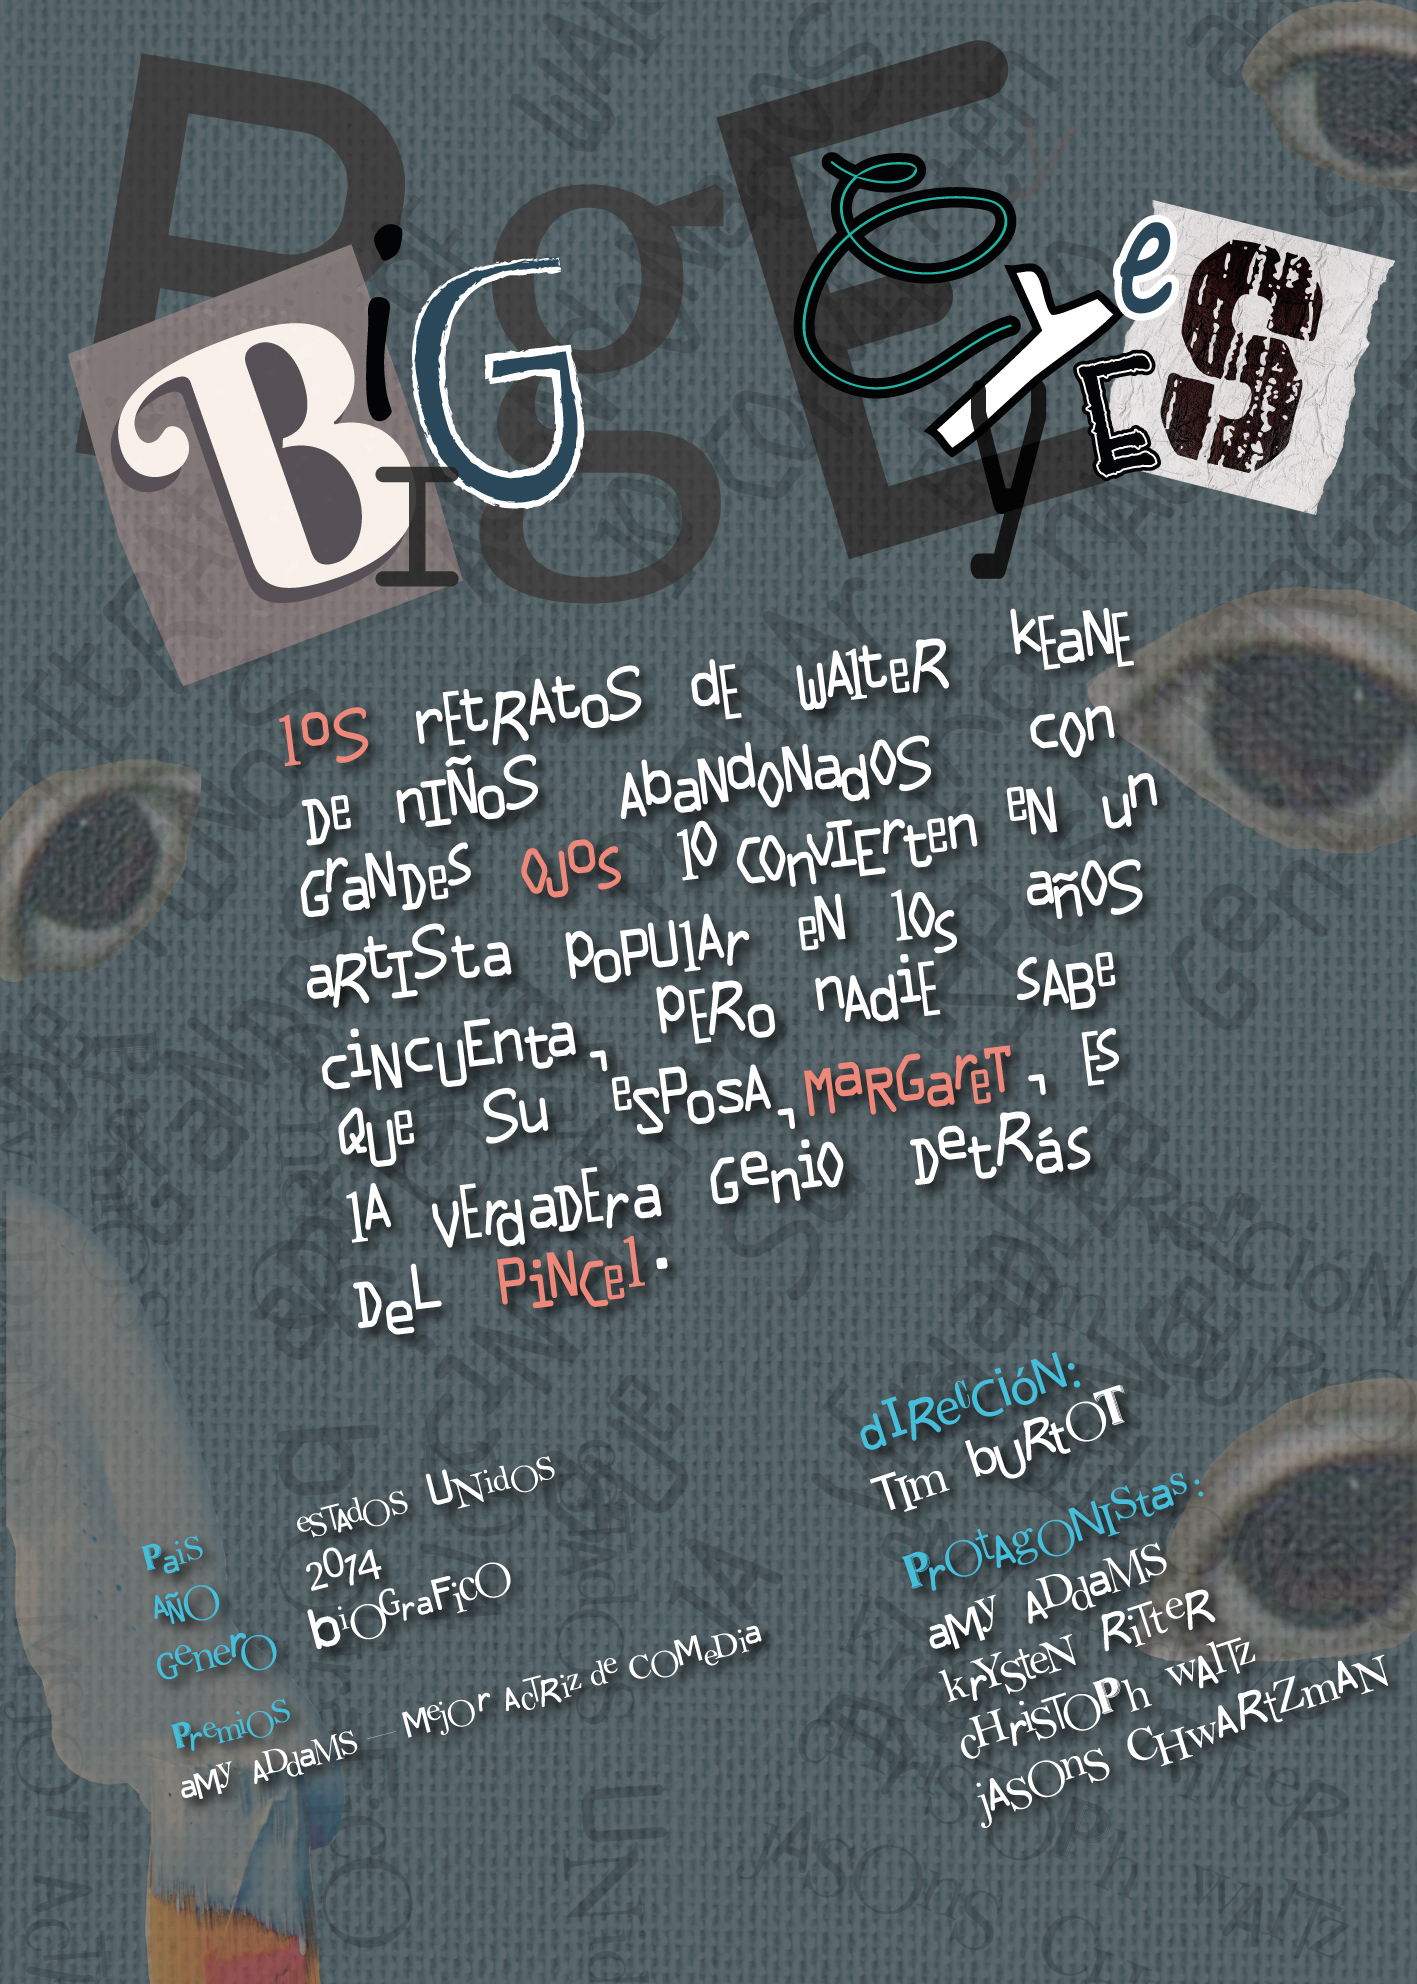 BiG EYEeS
los rEtRAtoS dE WAlteR kEaNE
De nIÑoS AbaNdONadOS con
GraNDes OJOS lO COnvIErten eN un
aRtISta poPUlAr eN lOs añOS
ciNCUEnta, pERo nAdiE SABe
QUe Su esPosA, MaRGareT, ES
lA vErdaDEra GeniO DetRás
DeL PiNCel.
dIReCCióN:
TIm bURtOT
PrOtAgONIStas:
aMy ADdaMS
krYSteN RiTteR
cHriSTOPh wAlTz
jASOnS CHwARtZmAN
PaiS esTAdOS UNidOS
AÑO 2014
GenerO biOGraFicO
PremiOS
aMy ADdaMS — MejOr AcTRiz de COMeDia